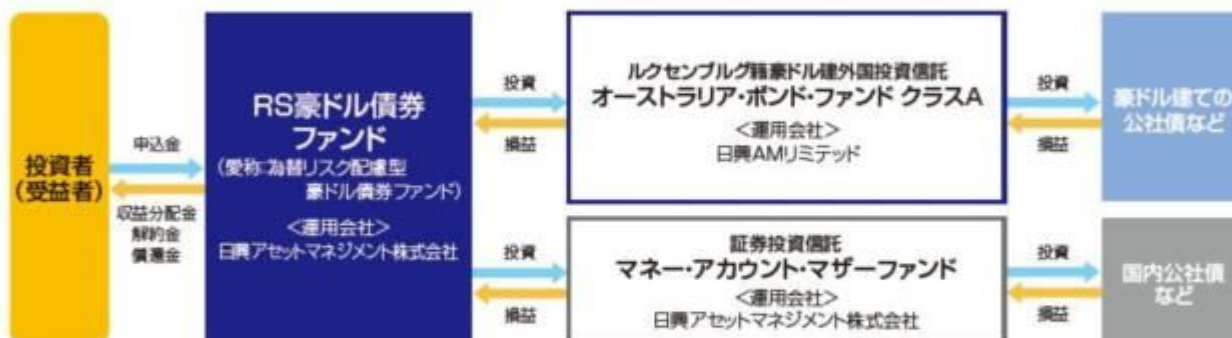 投資者
(受益者)
申込金
収益分配金
解約金
償還金
RS豪ドル債券
ファンド
(愛称:為替リスク配慮型
豪ドル債券ファンド)
<運用会社>
日興アセットマネジメント株式会社
投資
損益
ルクセンブルグ籍豪ドル建外国投資信託
オーストラリア・ボンド・ファンド クラスA
<運用会社>
日興AMリミテッド
投資
損益
豪ドル建ての
公社債など
投資
損益
証券投資信託
マネー・アカウント・マザーファンド
<運用会社>
日興アセットマネジメント株式会社
投資
損益
国内公社債
など